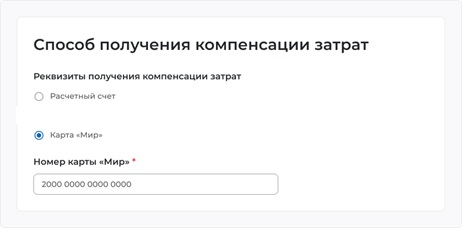 Способ получения компенсации затрат
Реквизиты получения компенсации затрат
Расчетный счет
Карта «Мир»
Номер карты «Мир» *
2000 0000 0000 0000